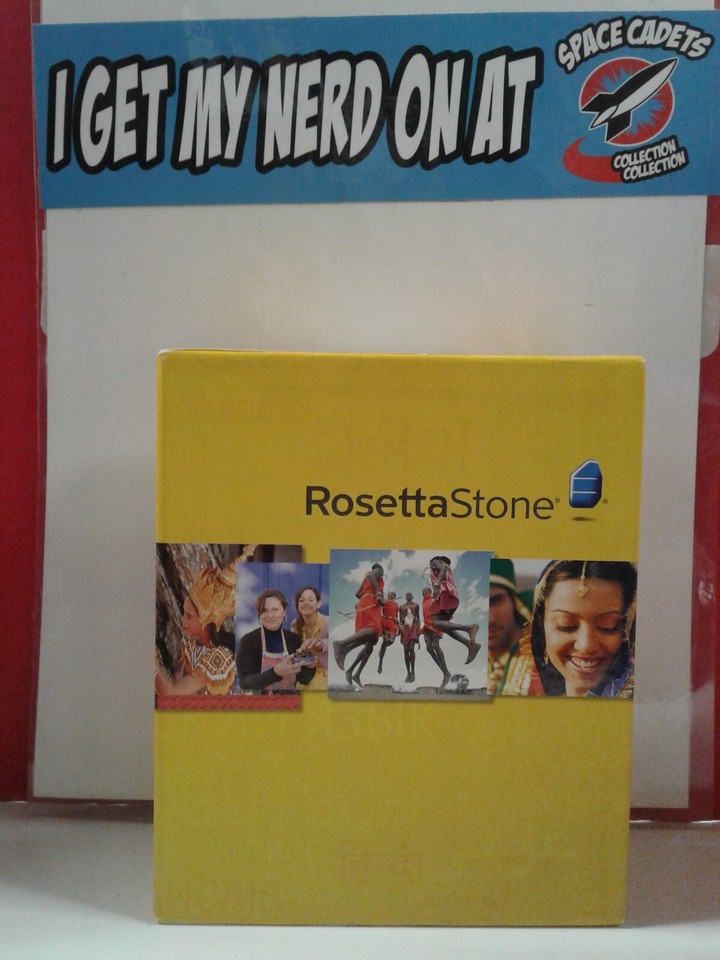 I GET MY NERD ON AT
SPACE CADETS
COLLECTION
COLLECTION
RosettaStone®